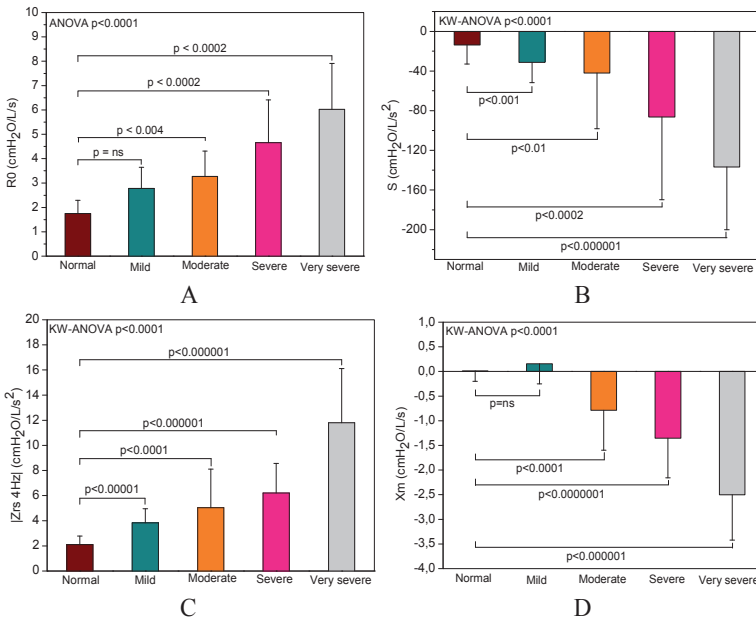 ANOVA p<0.0001
p < 0.0002
p < 0.0002
p < 0.004
p = ns
R0 (cmH₂O/L/s)
10
9
8
7
6
5
4
3
2
1
0
Normal Mild Moderate Severe Very severe
A
KW-ANOVA p<0.0001
p<0.001
p<0.01
p<0.0002
p<0.000001
S (cmH₂O/L/s²)
0
-40
-80
-120
-160
-200
Normal Mild Moderate Severe Very severe
B
KW-ANOVA p<0.0001
p<0.000001
p<0.000001
p<0.0001
p<0.00001
|Zrs 4Hz| (cmH₂O/L/s²)
20
18
16
14
12
10
8
6
4
2
0
Normal Mild Moderate Severe Very severe
C
KW-ANOVA p<0.0001
p=ns
p<0.0001
p<0.0000001
p<0.000001
Xm (cmH₂O/L/s)
1,0
0,5
0,0
-0,5
-1,0
-1,5
-2,0
-2,5
-3,0
-3,5
-4,0
Normal Mild Moderate Severe Very severe
D